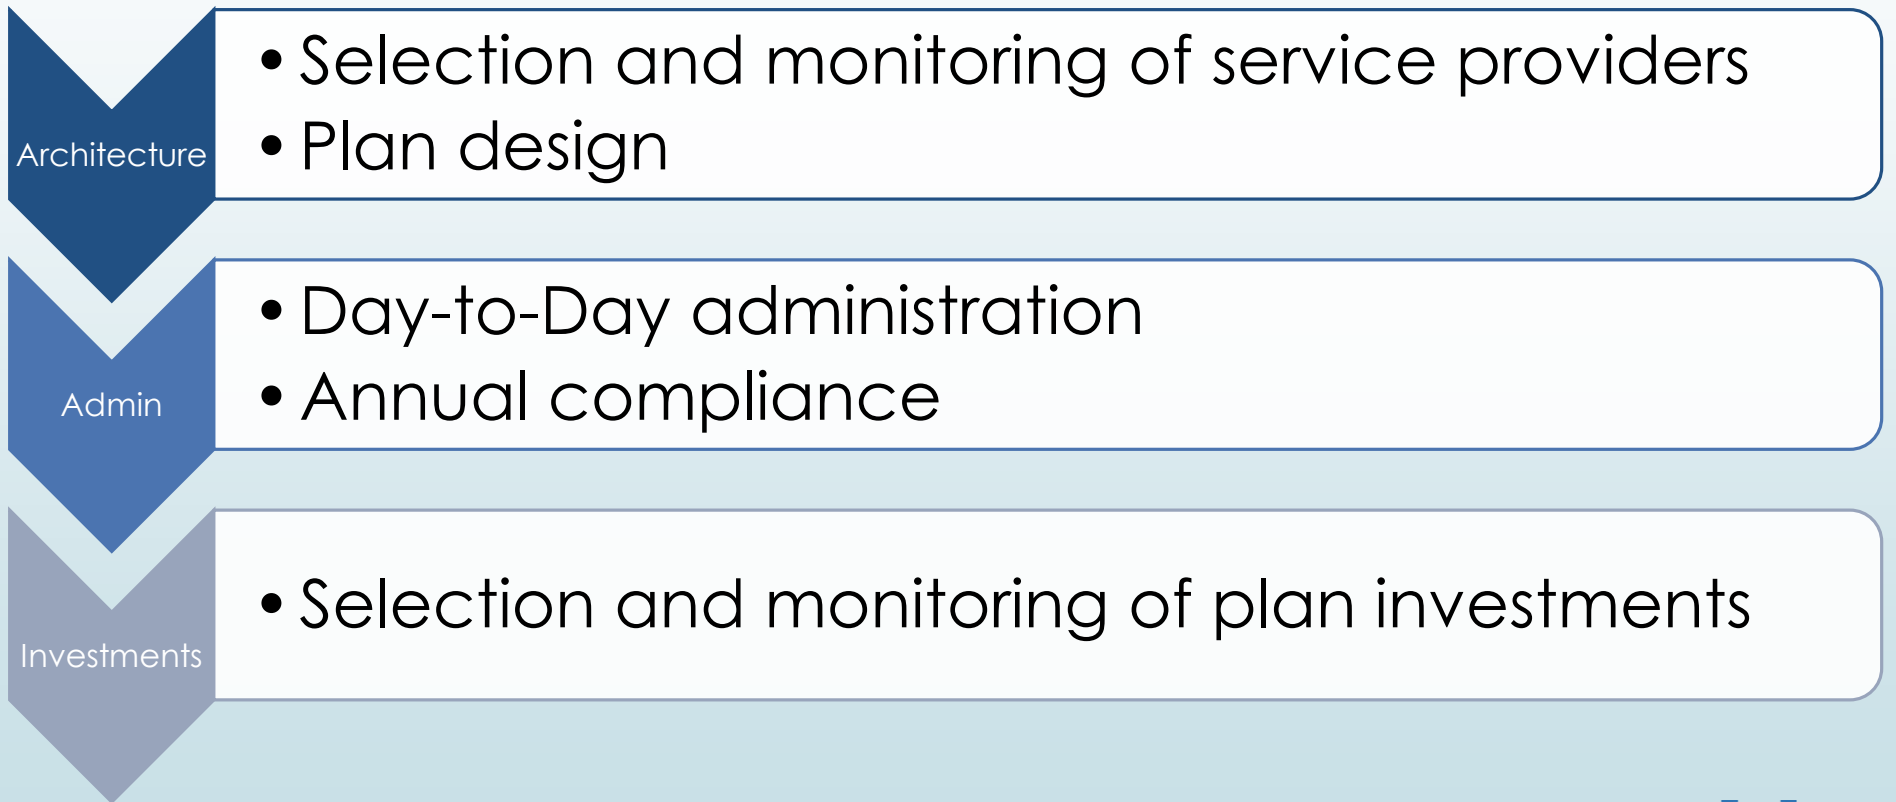 Architecture
• Selection and monitoring of service providers
• Plan design
Admin
• Day-to-Day administration
• Annual compliance
Investments
• Selection and monitoring of plan investments